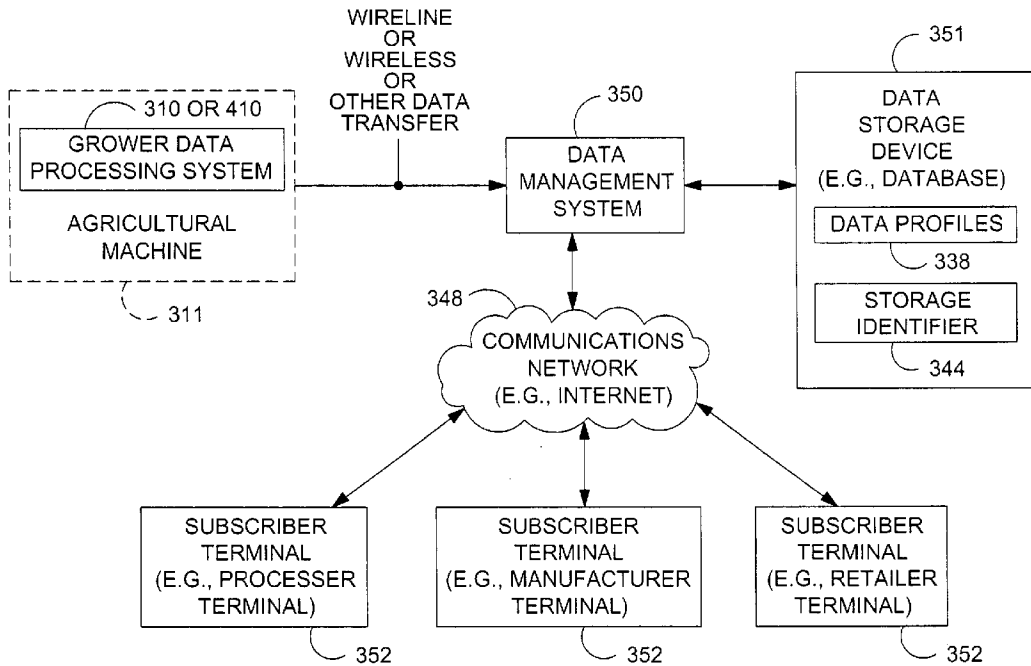 WIRELINE
OR
WIRELESS
OR
OTHER DATA
TRANSFER
310 OR 410
GROWER DATA
PROCESSING SYSTEM
AGRICULTURAL
MACHINE
311
350
DATA
MANAGEMENT
SYSTEM
351
DATA
STORAGE
DEVICE
(E.G., DATABASE)
DATA PROFILES
338
STORAGE
IDENTIFIER
344
348
COMMUNICATIONS
NETWORK
(E.G., INTERNET)
SUBSCRIBER
TERMINAL
(E.G., PROCESSER
TERMINAL)
352
SUBSCRIBER
TERMINAL
(E.G., MANUFACTURER
TERMINAL)
352
SUBSCRIBER
TERMINAL
(E.G., RETAILER
TERMINAL)
352